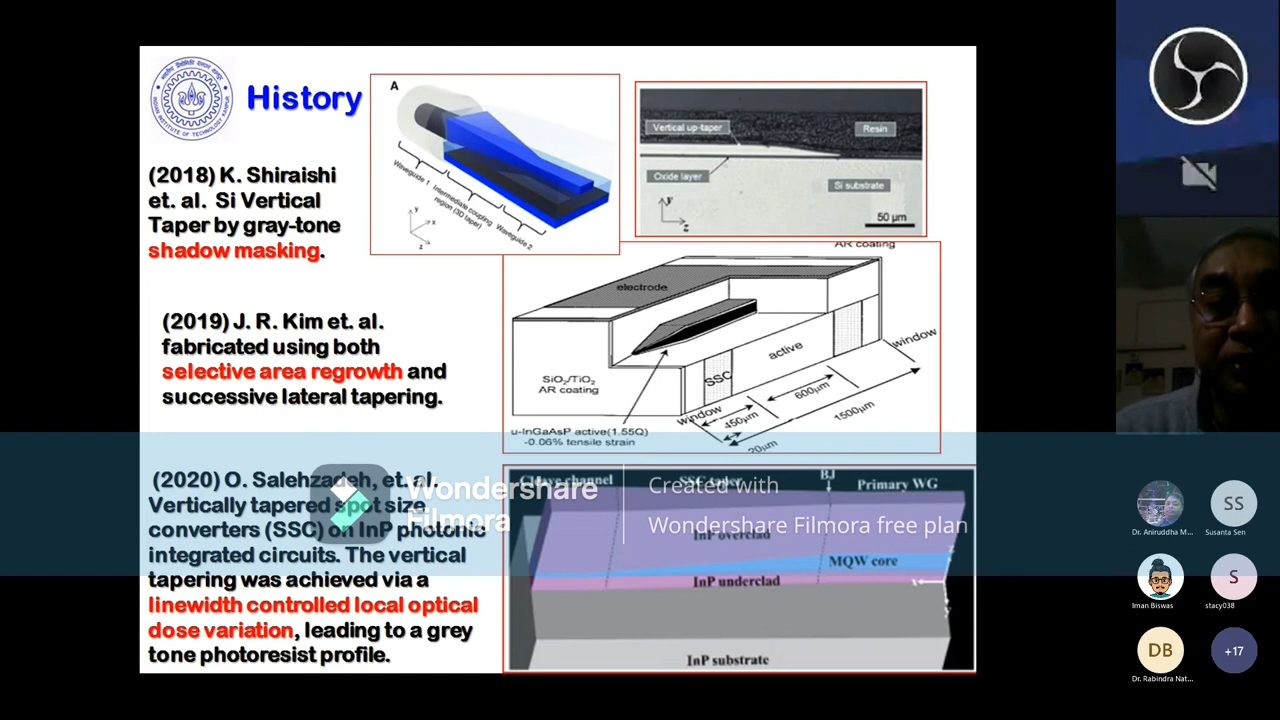 History
(2018) K. Shiraishi
et. al.  Si Vertical
Taper by gray-tone
shadow masking.
(2019) J. R. Kim et. al.
fabricated using both
selective area regrowth and
successive lateral tapering.
(2020) O. Salehzadeh, et. al.
Vertically tapered spot size
converters (SSC) on InP photonic
integrated circuits. The vertical
tapering was achieved via a
linewidth controlled local optical
dose variation, leading to a grey
tone photoresist profile.
A
Waveguide 1
Intermediate coupling
region (3D taper)
Waveguide 2
y
x
z
Vertical up-taper
Resin
Oxide layer
Si substrate
y
z
50 μm
AR coating
electrode
SiO2/TiO2
AR coating
SSC
active
window
window
450μm
600μm
1500μm
20μm
u-InGaAsP active(1.55Q)
-0.06% tensile strain
Cleave channel
SSC taper
BJ
Primary WG
InP overclad
MQW core
InP underclad
InP substrate
Wondershare
Filmora
Created with
Wondershare Filmora free plan
SS
Dr. Aniruddha M...
Susanta Sen
S
Iman Biswas
stacy038
DB
+17
Dr. Rabindra Nat...